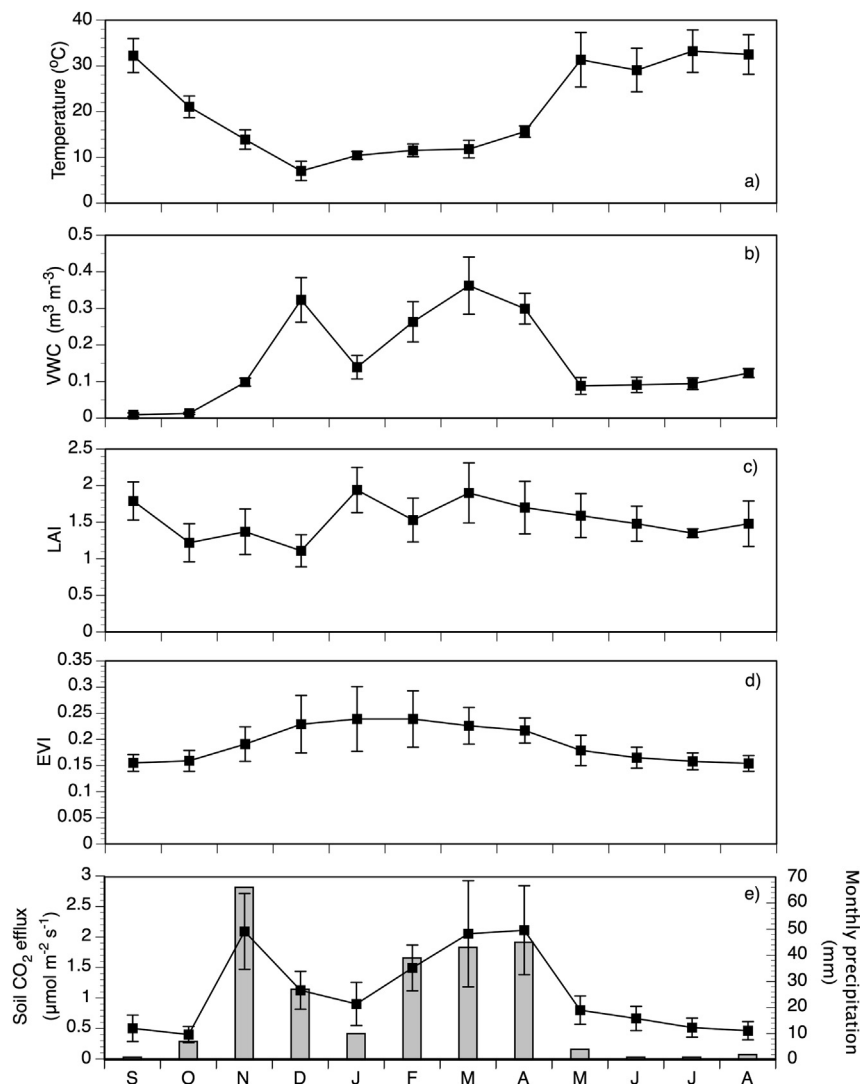 40
30
20
10
0
Temperature (°C)
a)
0.5
0.4
0.3
0.2
0.1
0
VWC (m³ m⁻³)
b)
2.5
2
1.5
1
0.5
0
LAI
c)
0.35
0.3
0.25
0.2
0.15
0.1
0.05
0
EVI
d)
3
2.5
2
1.5
1
0.5
0
Soil CO₂ efflux
(µmol m⁻² s⁻¹)
e)
70
60
50
40
30
20
10
0
Monthly precipitation
(mm)
S O N D J F M A M J J A